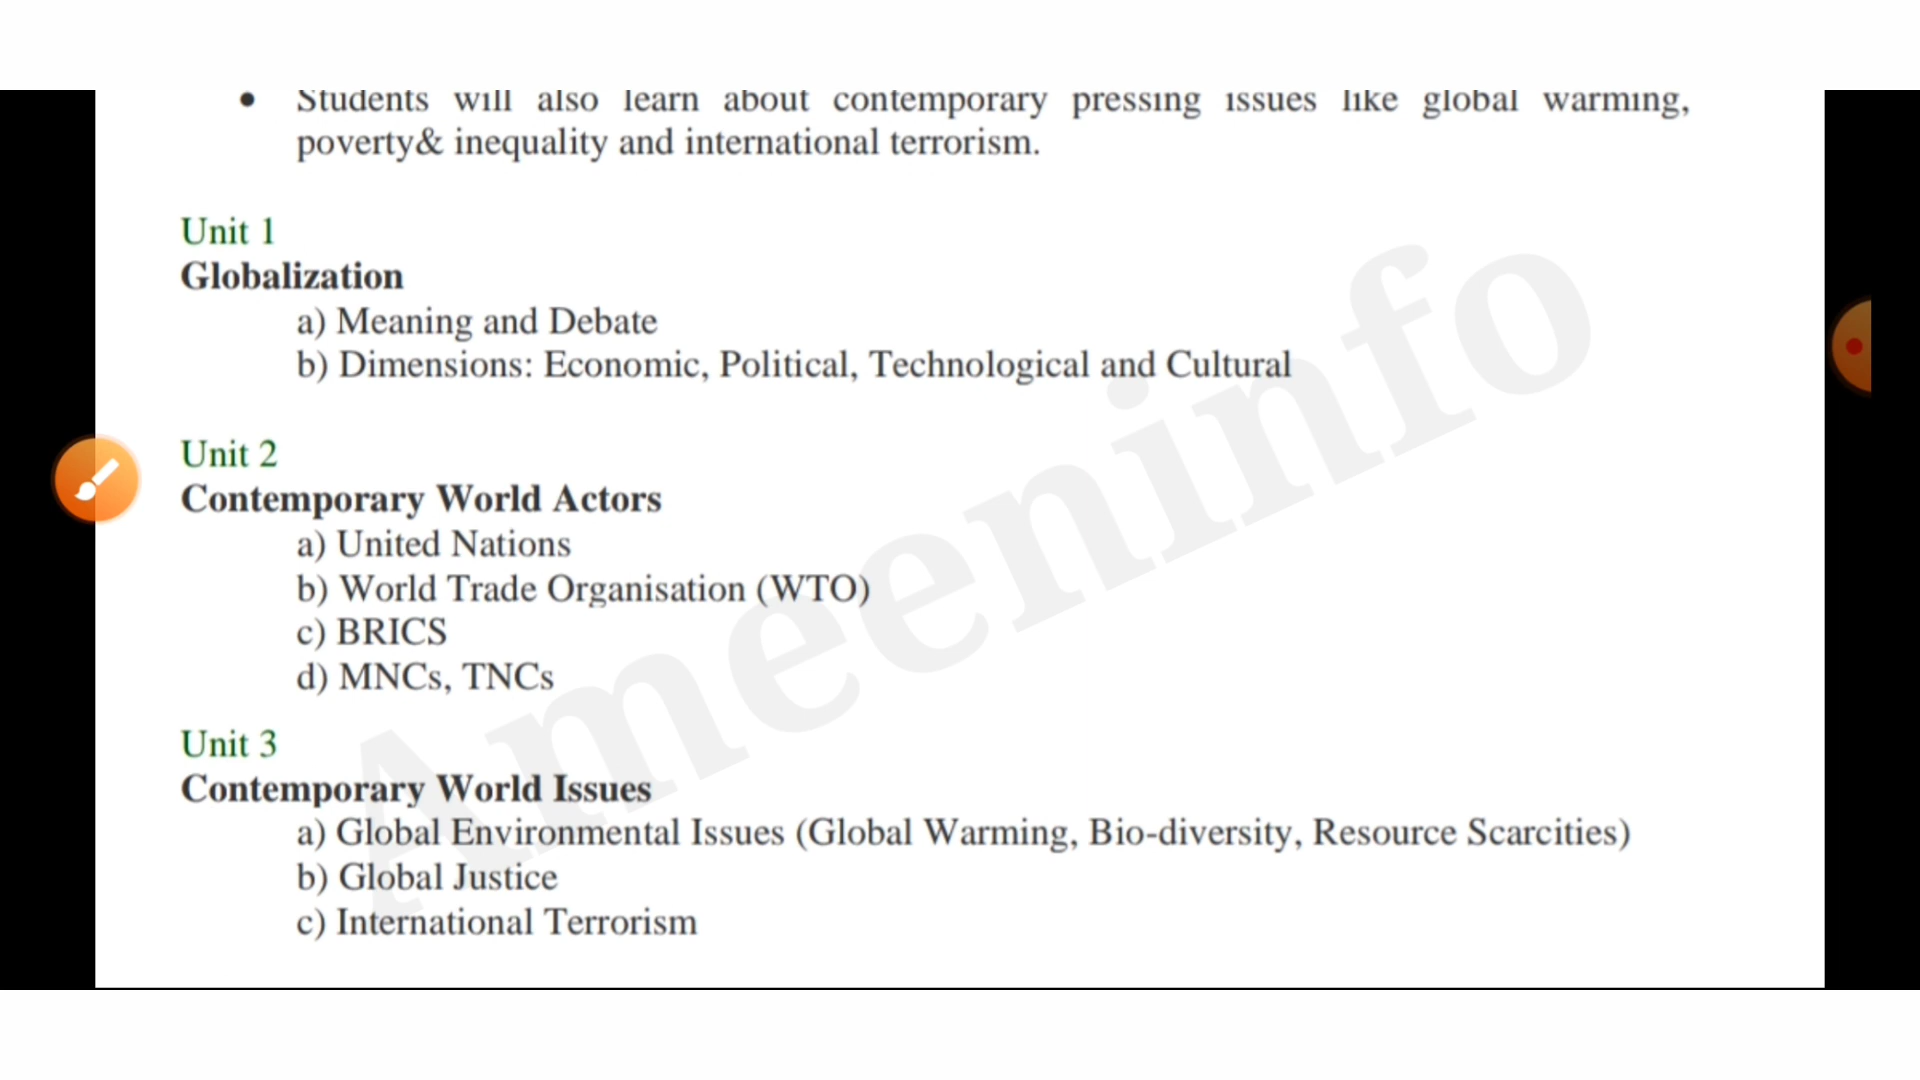 • Students will also learn about contemporary pressing issues like global warming,
poverty& inequality and international terrorism.
Unit 1
Globalization
a) Meaning and Debate
b) Dimensions: Economic, Political, Technological and Cultural
Unit 2
Contemporary World Actors
a) United Nations
b) World Trade Organisation (WTO)
c) BRICS
d) MNCs, TNCs
Unit 3
Contemporary World Issues
a) Global Environmental Issues (Global Warming, Bio-diversity, Resource Scarcities)
b) Global Justice
c) International Terrorism
Ameeninfo